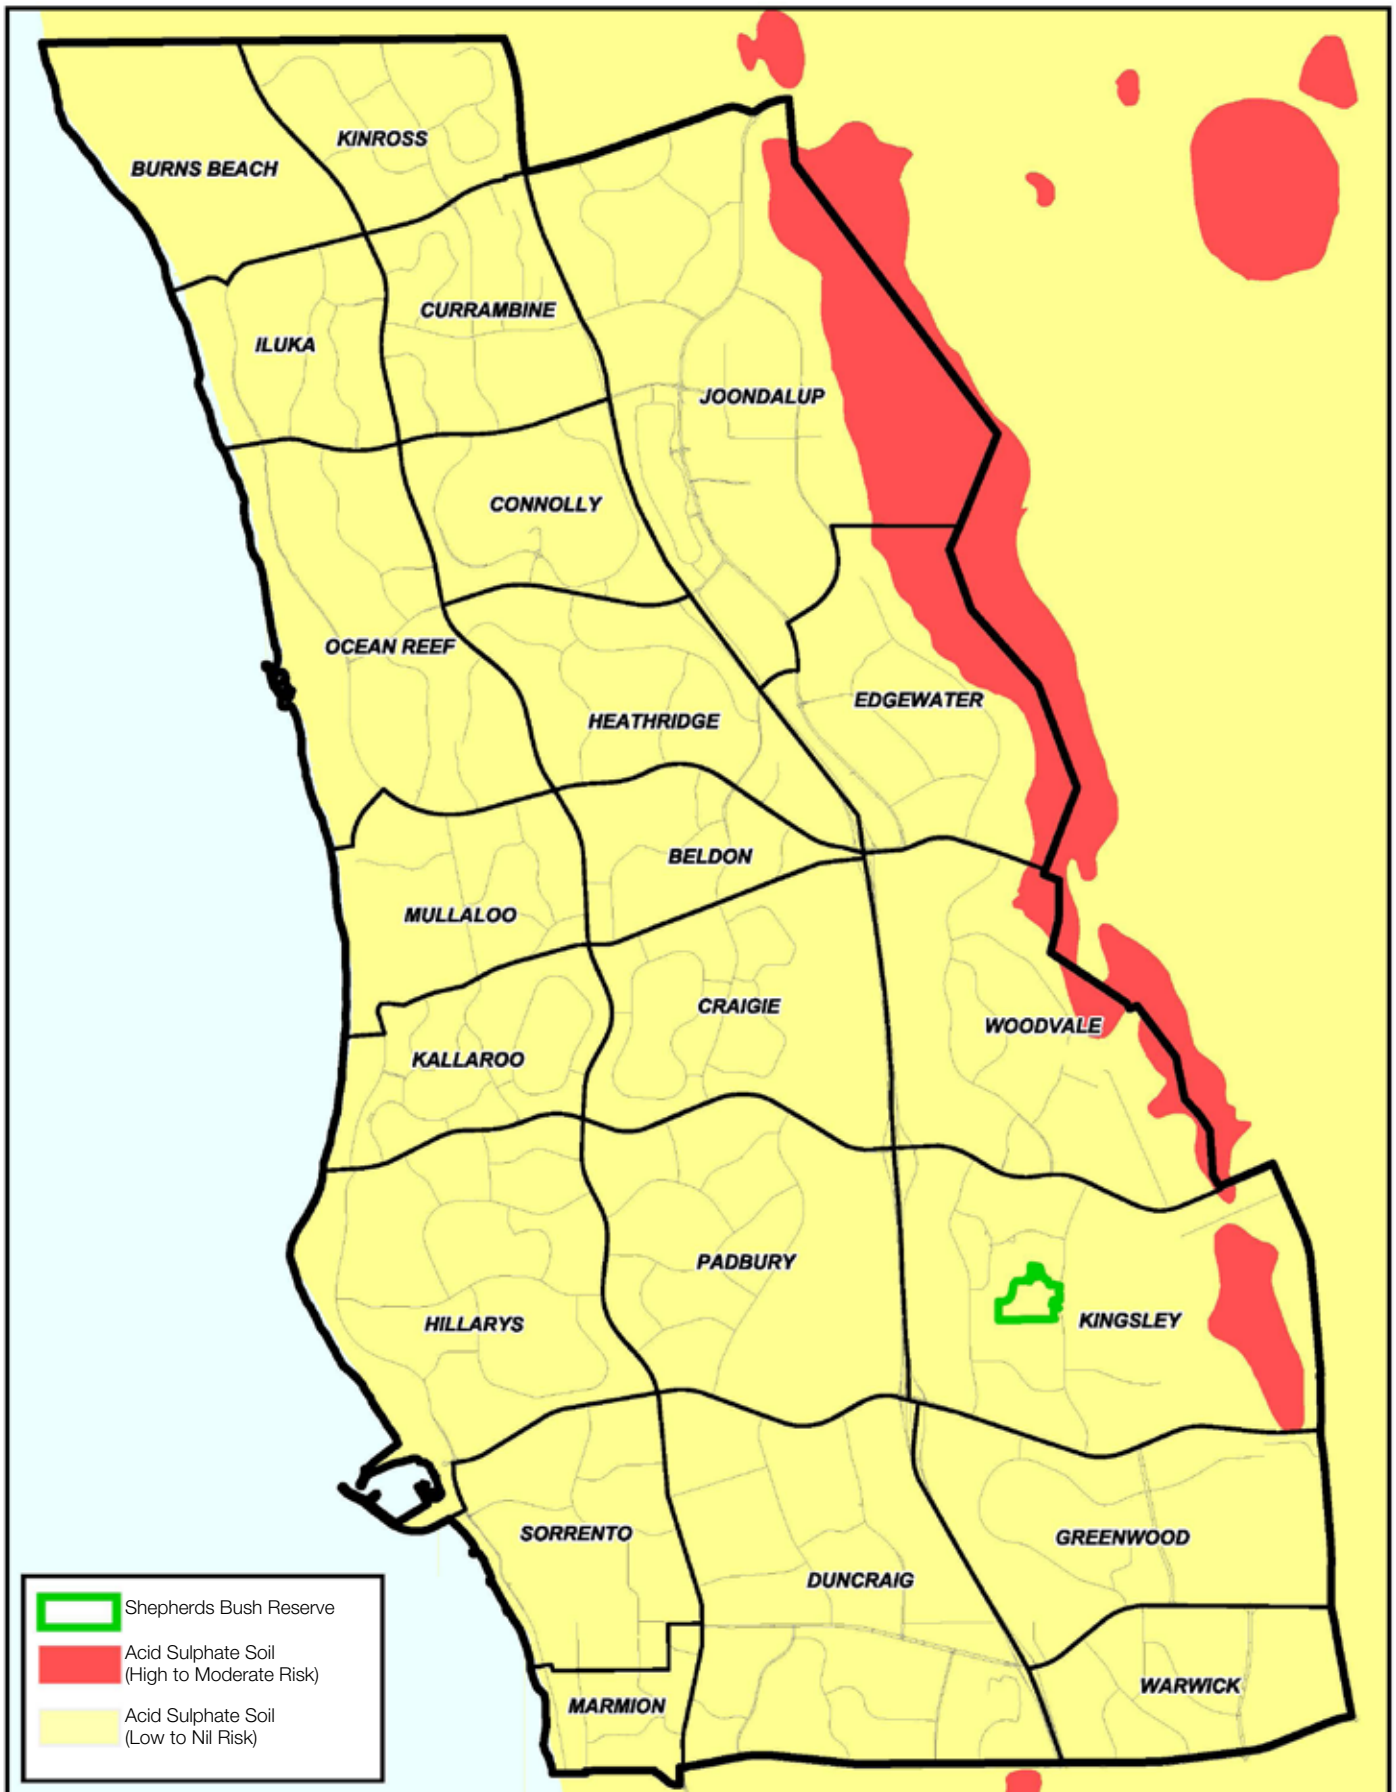 KINROSS
BURNS BEACH
CURRAMBINE
ILUKA
JOONDALUP
CONNOLLY
OCEAN REEF
EDGEWATER
HEATHRIDGE
BELDON
MULLALOO
CRAIGIE
WOODVALE
KALLAROO
PADBURY
HILLARYS
KINGSLEY
SORRENTO
GREENWOOD
DUNCRAIG
WARWICK
MARMION
Shepherds Bush Reserve
Acid Sulphate Soil
(High to Moderate Risk)
Acid Sulphate Soil
(Low to Nil Risk)